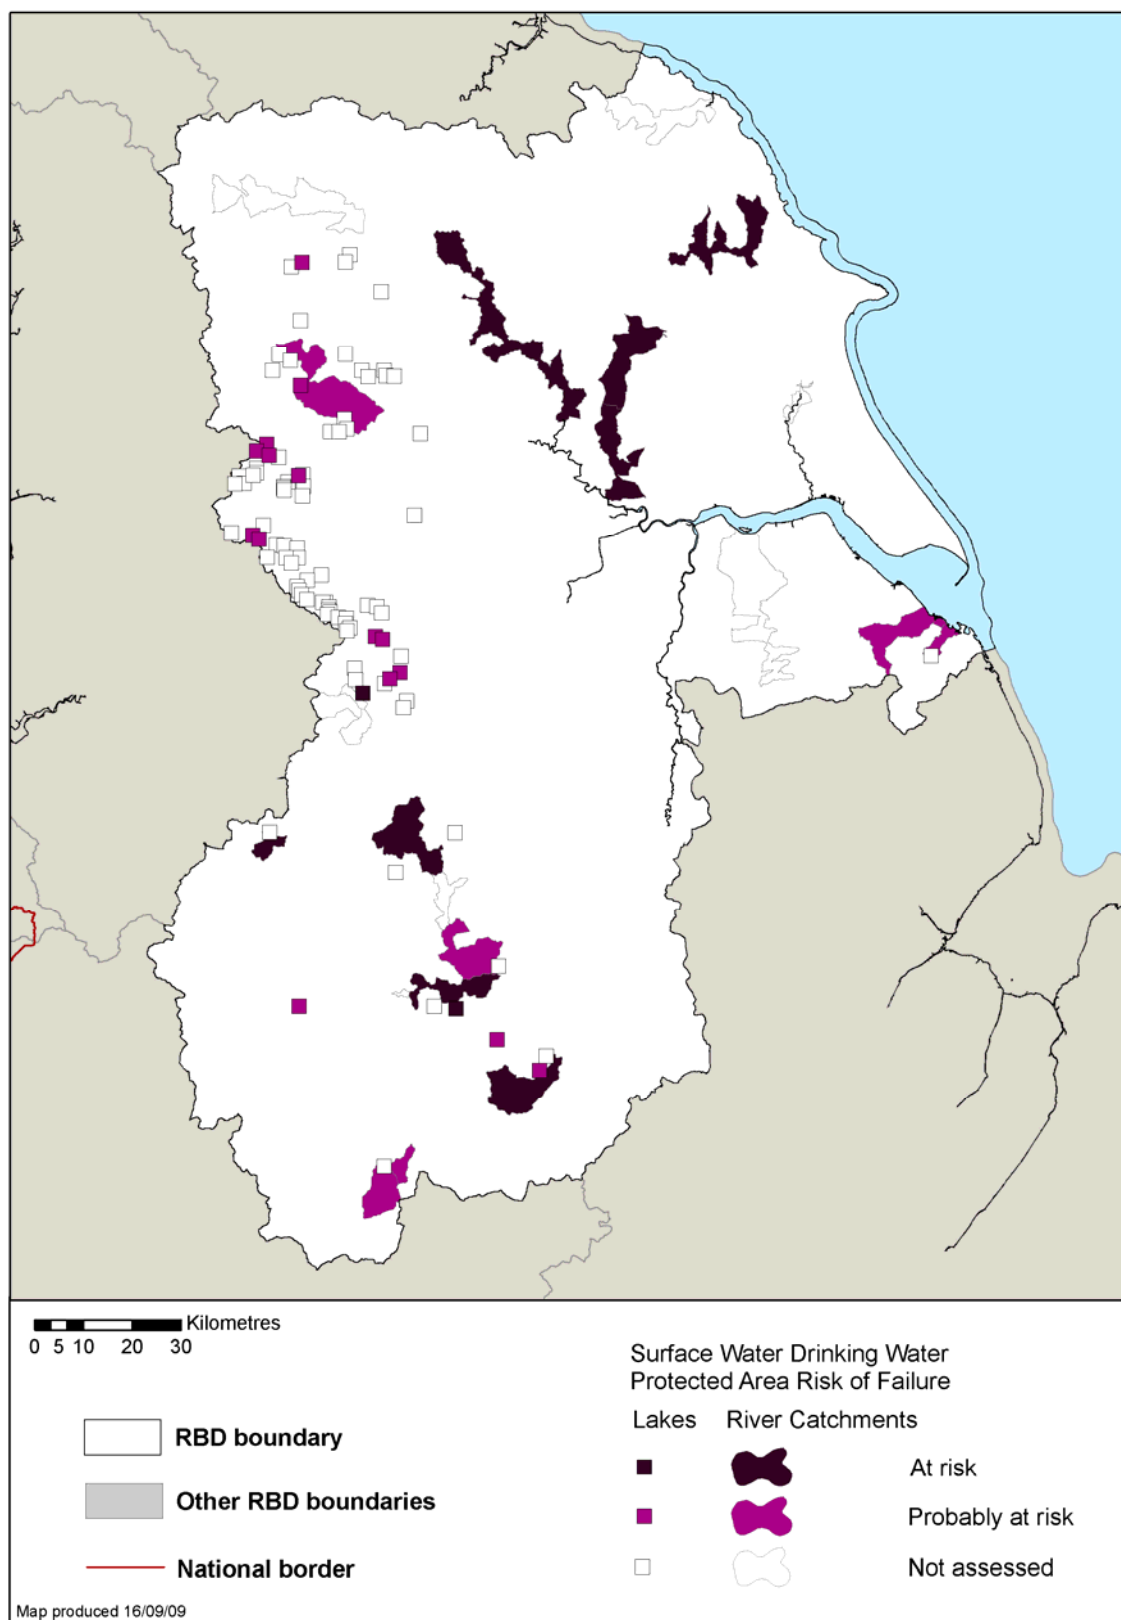 Kilometres
0 5 10 20 30
RBD boundary
Other RBD boundaries
National border
Map produced 16/09/09
Surface Water Drinking Water
Protected Area Risk of Failure
Lakes River Catchments
At risk
Probably at risk
Not assessed